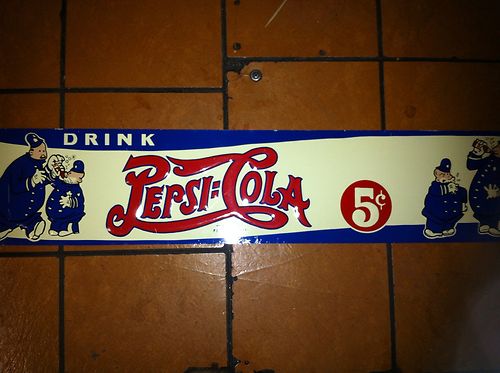 DRINK
PEPSI=COLA
5¢